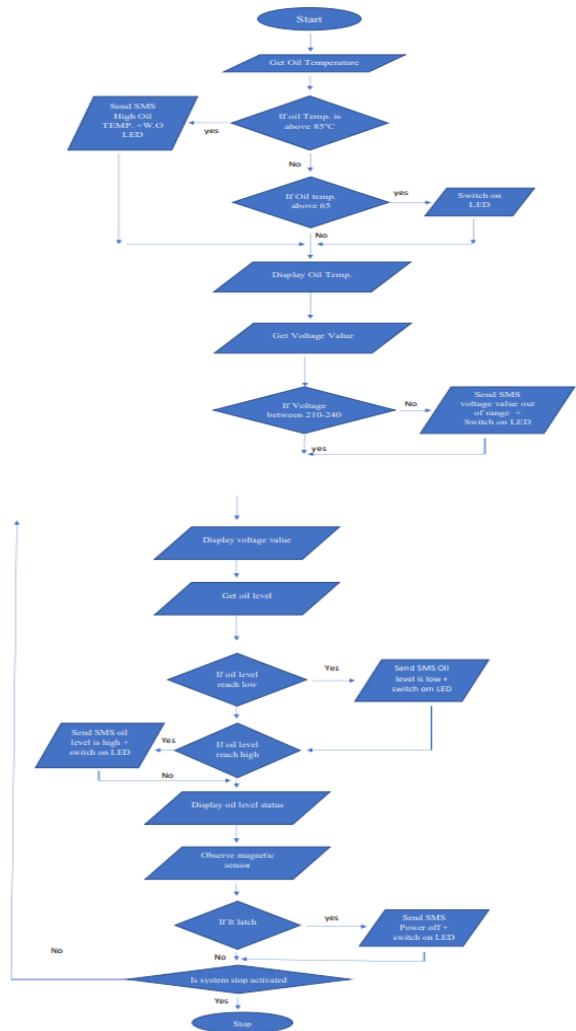 Start
Get Oil Temperature
If oil Temp. is
above 85°C
yes
Send SMS
High Oil
TEMP. +W.O
LED
No
If Oil temp.
above 65
yes
Switch on
LED
No
Display Oil Temp.
Get Voltage Value
If Voltage
between 210-240
No
Send SMS
voltage value out
of range +
Switch on LED
yes
Display voltage value
Get oil level
If oil level
reach low
Yes
Send SMS Oil
level is low +
switch om LED
If oil level
reach high
Yes
Send SMS oil
level is high +
switch on LED
No
Display oil level status
Observe magnetic
sensor
If It latch
yes
Send SMS
Power off +
switch on LED
No
Is system stop activated
No
Yes
Stop